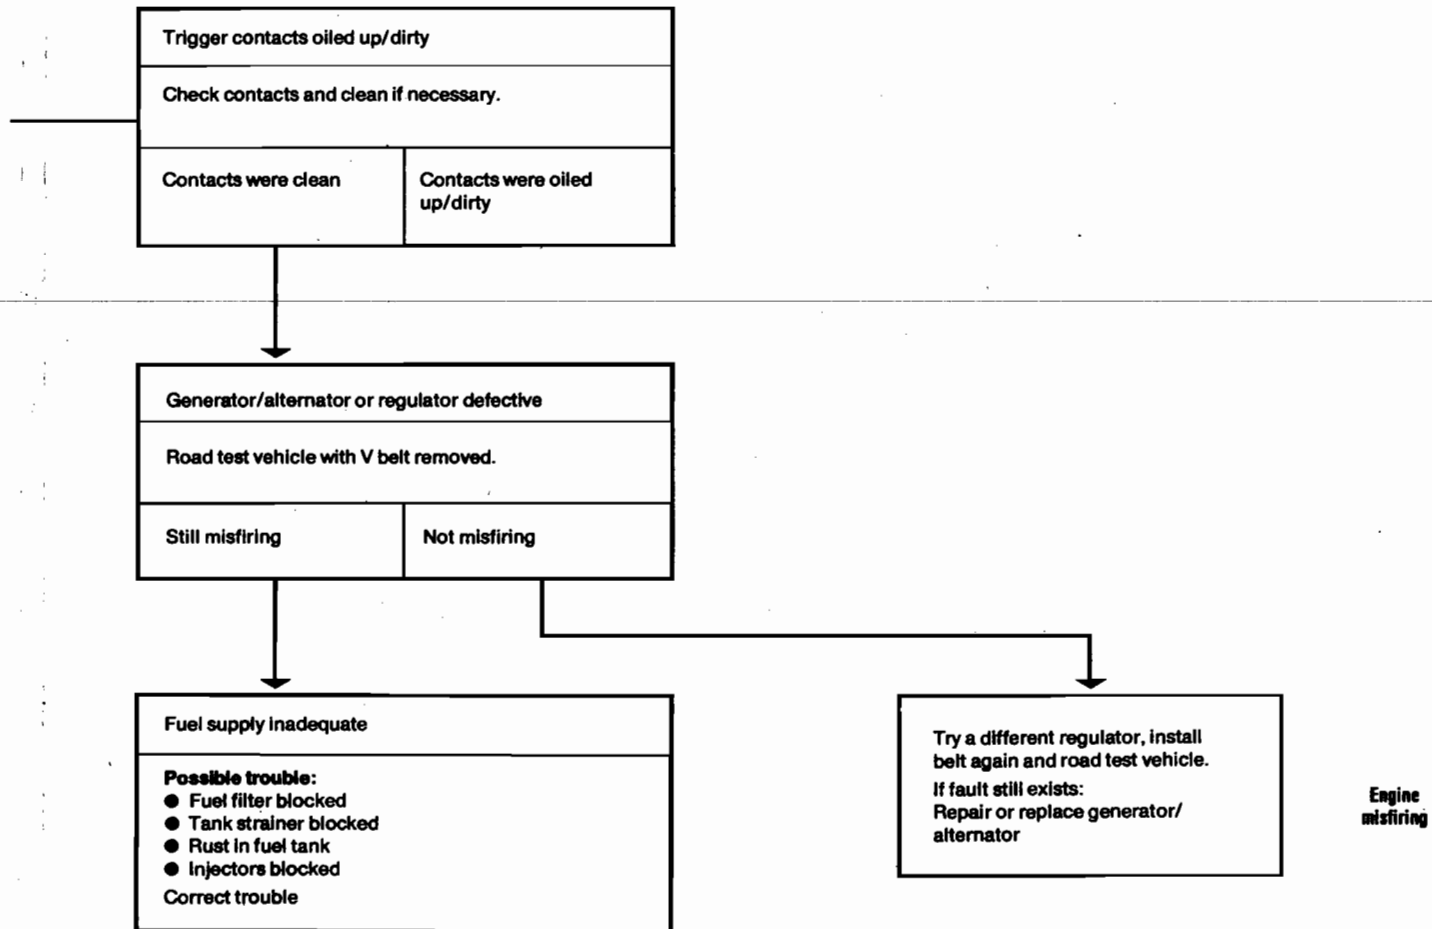 Trigger contacts oiled up/dirty
Check contacts and clean if necessary.
Contacts were clean
Contacts were oiled
up/dirty
Generator/alternator or regulator defective
Road test vehicle with V belt removed.
Still misfiring
Not misfiring
Fuel supply inadequate
Possible trouble:
● Fuel filter blocked
● Tank strainer blocked
● Rust in fuel tank
● Injectors blocked
Correct trouble
Try a different regulator, install
belt again and road test vehicle.
If fault still exists:
Repair or replace generator/
alternator
Engine
misfiring